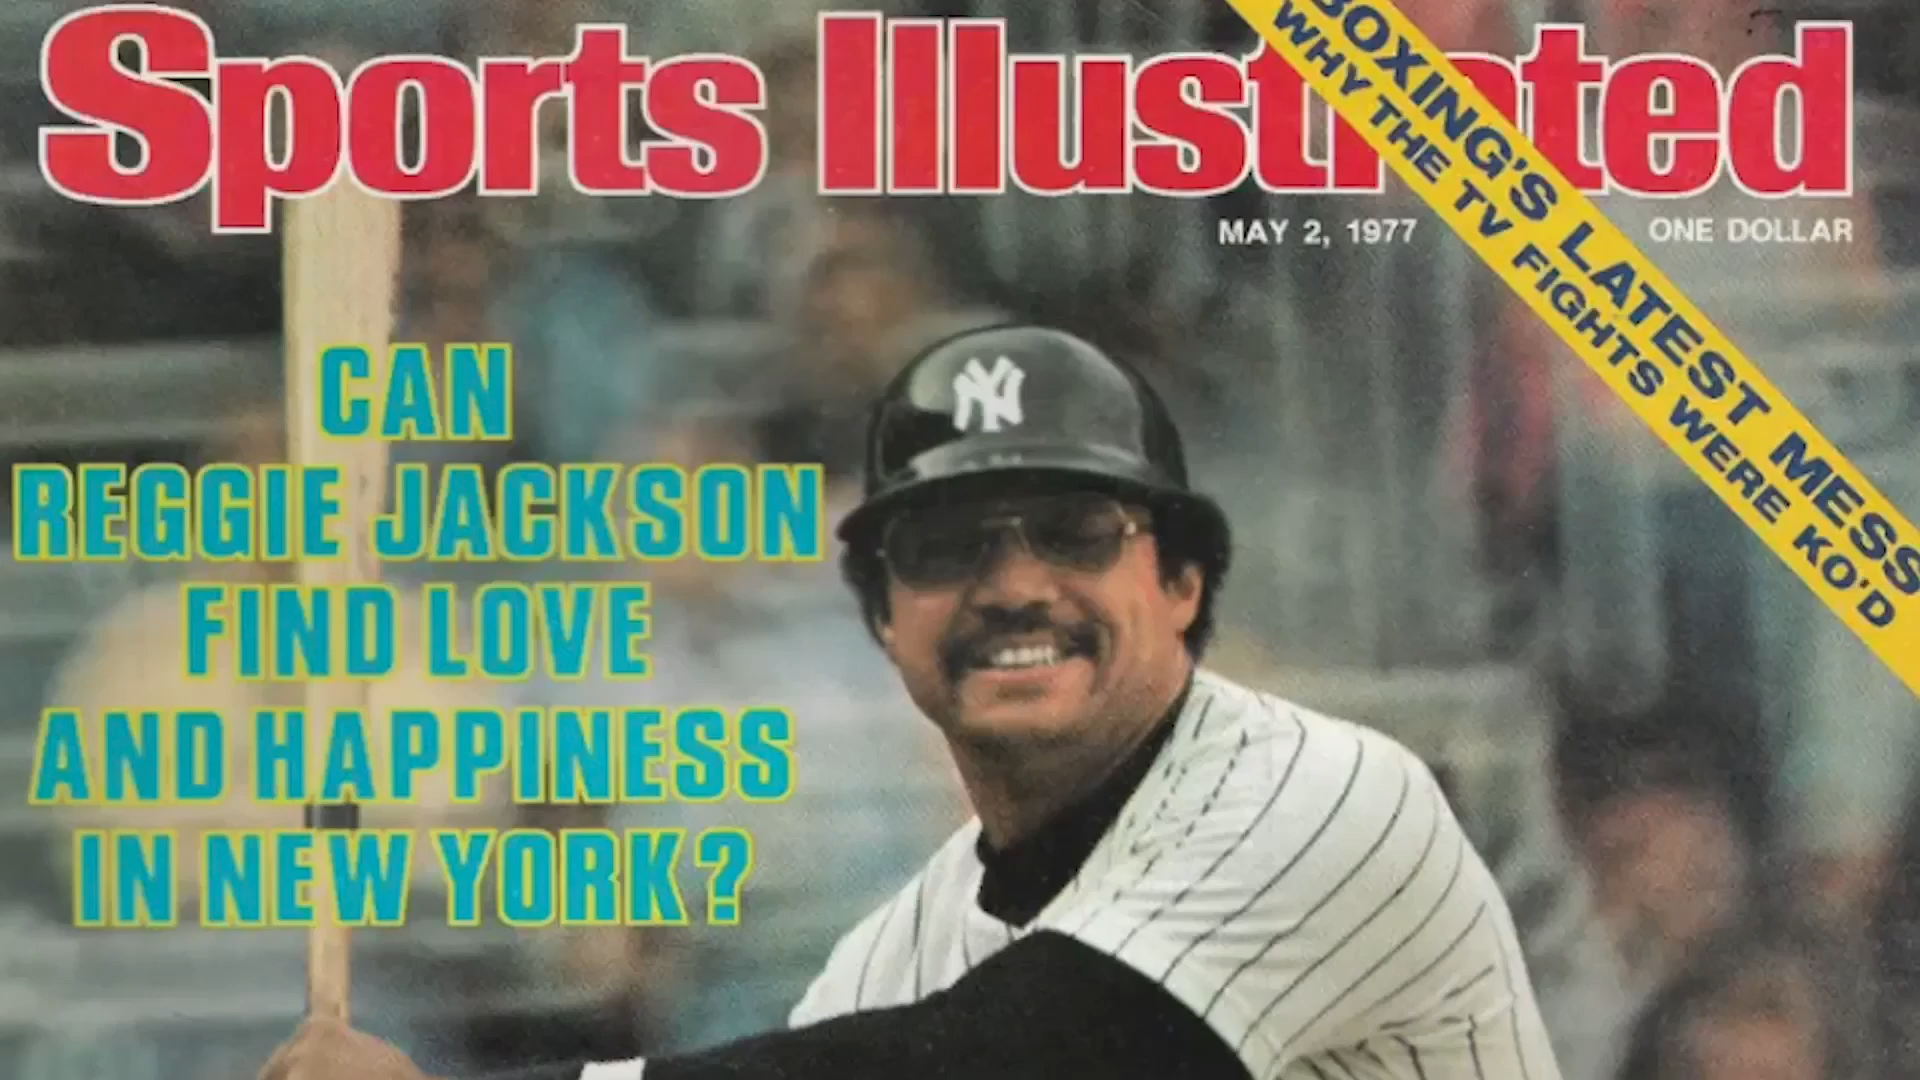 Sports Illustrated
BOXING'S LATEST MESS
WHY THE TV FIGHTS WERE KO'D
MAY 2, 1977
ONE DOLLAR
NY
CAN
REGGIE JACKSON
FIND LOVE
AND HAPPINESS
IN NEW YORK?